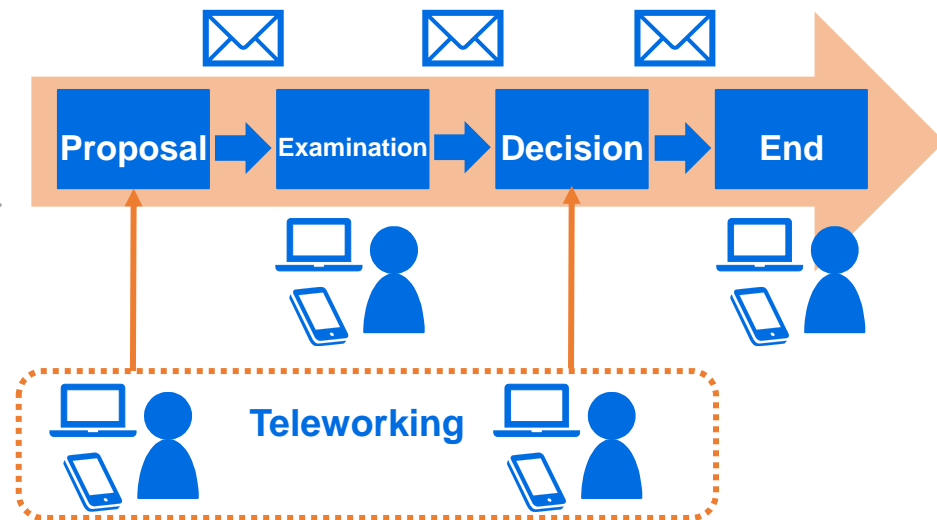 Proposal
Examination
Decision
End
Teleworking